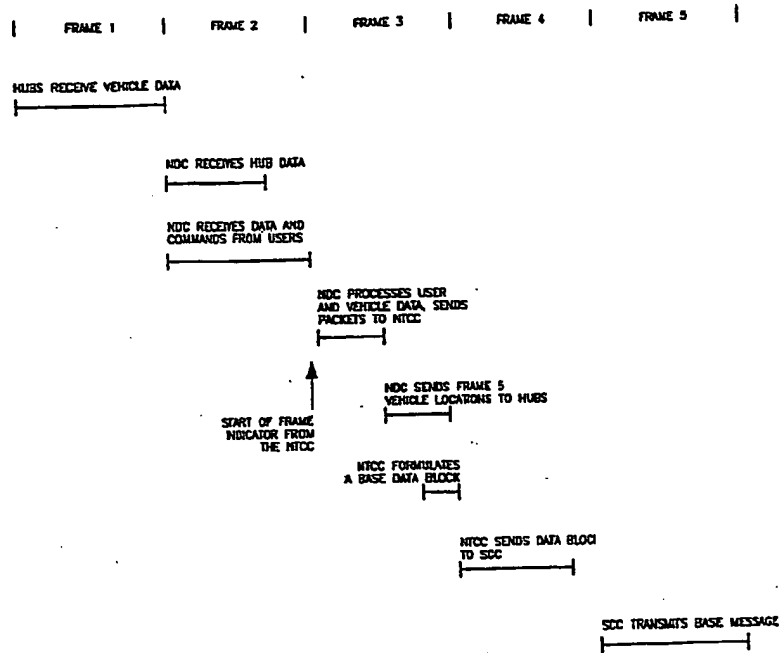 FRAME 1 FRAME 2 FRAME 3 FRAME 4 FRAME 5
HUBS RECEIVE VEHICLE DATA
NDC RECEIVES HUB DATA
NDC RECEIVES DATA AND
COMMANDS FROM USERS
NDC PROCESSES USER
AND VEHICLE DATA, SENDS
PACKETS TO NTCC
START OF FRAME
INDICATOR FROM
THE NTCC
NDC SENDS FRAME 5
VEHICLE LOCATIONS TO HUBS
NTCC FORMULATES
A BASE DATA BLOCK
NTCC SENDS DATA BLOCK
TO SCC
SCC TRANSMITS BASE MESSAGE